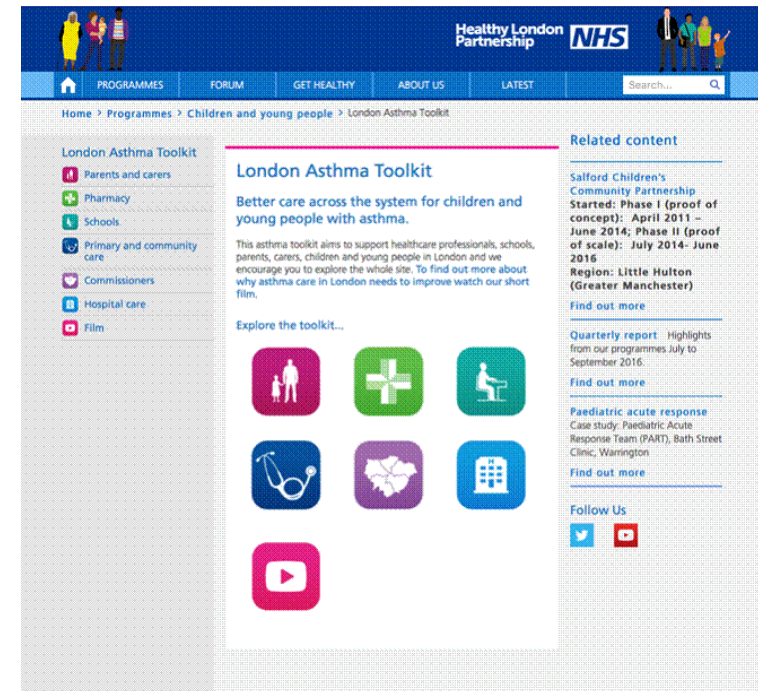 Healthy London
Partnership
NHS
PROGRAMMES
FORUM
GET HEALTHY
ABOUT US
LATEST
Search...
Home > Programmes > Children and young people > London Asthma Toolkit
London Asthma Toolkit
Parents and carers
Pharmacy
Schools
Primary and community
care
Commissioners
Hospital care
Film
London Asthma Toolkit
Better care across the system for children and
young people with asthma.
This asthma toolkit aims to support healthcare professionals, schools,
parents, carers, children and young people in London and we
encourage you to explore the whole site. To find out more about
why asthma care in London needs to improve watch our short
film.
Explore the toolkit...
H
Related content
Salford Children's
Community Partnership
Started: Phase I (proof of
concept): April 2011 –
June 2014; Phase II (proof
of scale): July 2014- June
2016
Region: Little Hulton
(Greater Manchester)
Find out more
Quarterly report Highlights
from our programmes July to
September 2016.
Find out more
Paediatric acute response
Case study: Paediatric Acute
Response Team (PART), Bath Street
Clinic, Warrington
Find out more
Follow Us